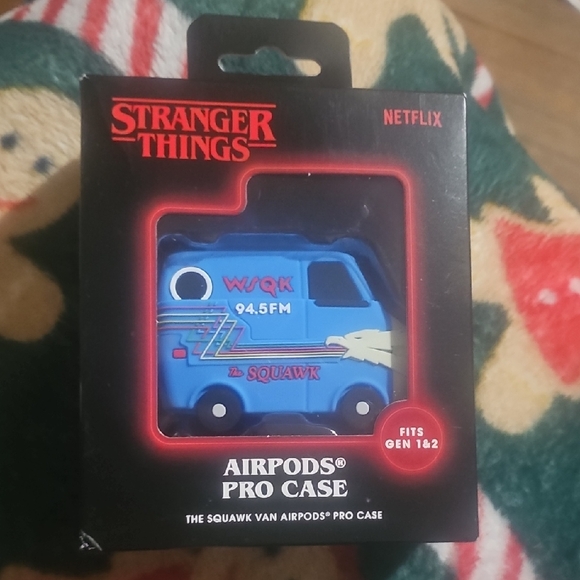 STRANGER
THINGS
NETFLIX
WSQK
94.5FM
The SQUAWK
FITS
GEN 1&2
AIRPODS®
PRO CASE
THE SQUAWK VAN AIRPODS® PRO CASE